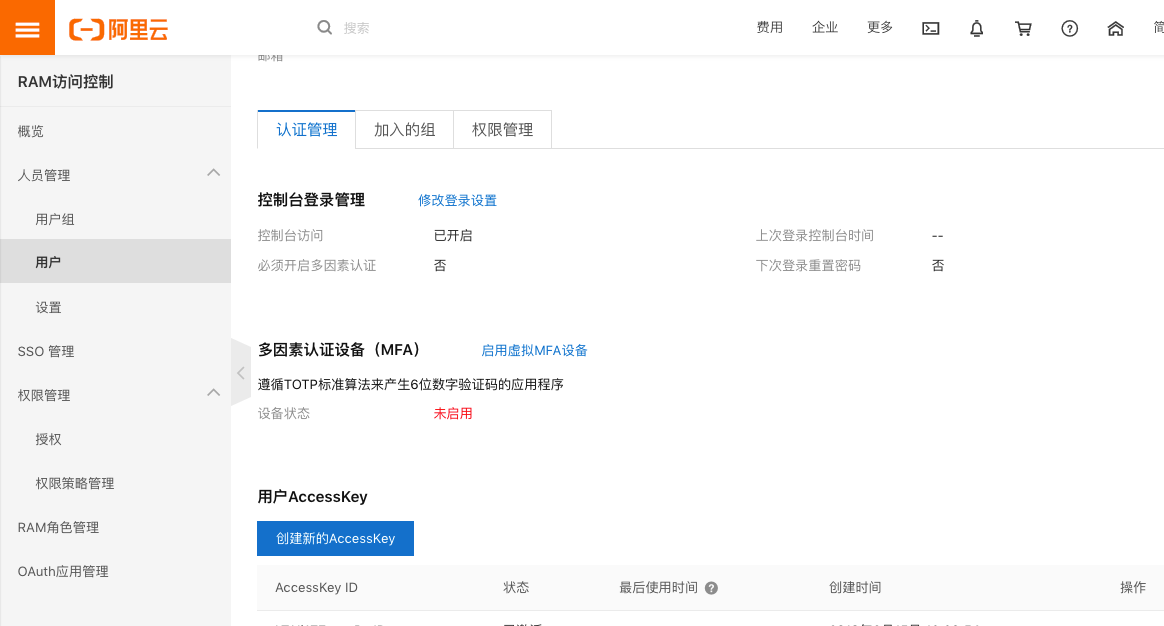 阿里云
搜索
费用 企业 更多 简
RAM访问控制
概览
人员管理
用户组
用户
设置
SSO 管理
权限管理
授权
权限策略管理
RAM角色管理
OAuth应用管理
邮箱
认证管理 加入的组 权限管理
控制台登录管理 修改登录设置
控制台访问 已开启 上次登录控制台时间 --
必须开启多因素认证 否 下次登录重置密码 否
多因素认证设备（MFA） 启用虚拟MFA设备
遵循TOTP标准算法来产生6位数字验证码的应用程序
设备状态 未启用
用户AccessKey
创建新的AccessKey
AccessKey ID 状态 最后使用时间 创建时间 操作